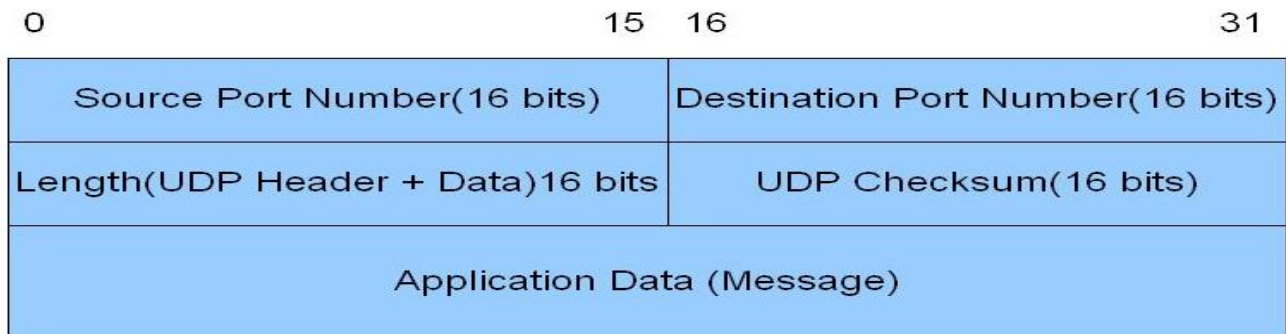 0 15 16 31
Source Port Number(16 bits) Destination Port Number(16 bits)
Length(UDP Header + Data)16 bits UDP Checksum(16 bits)
Application Data (Message)